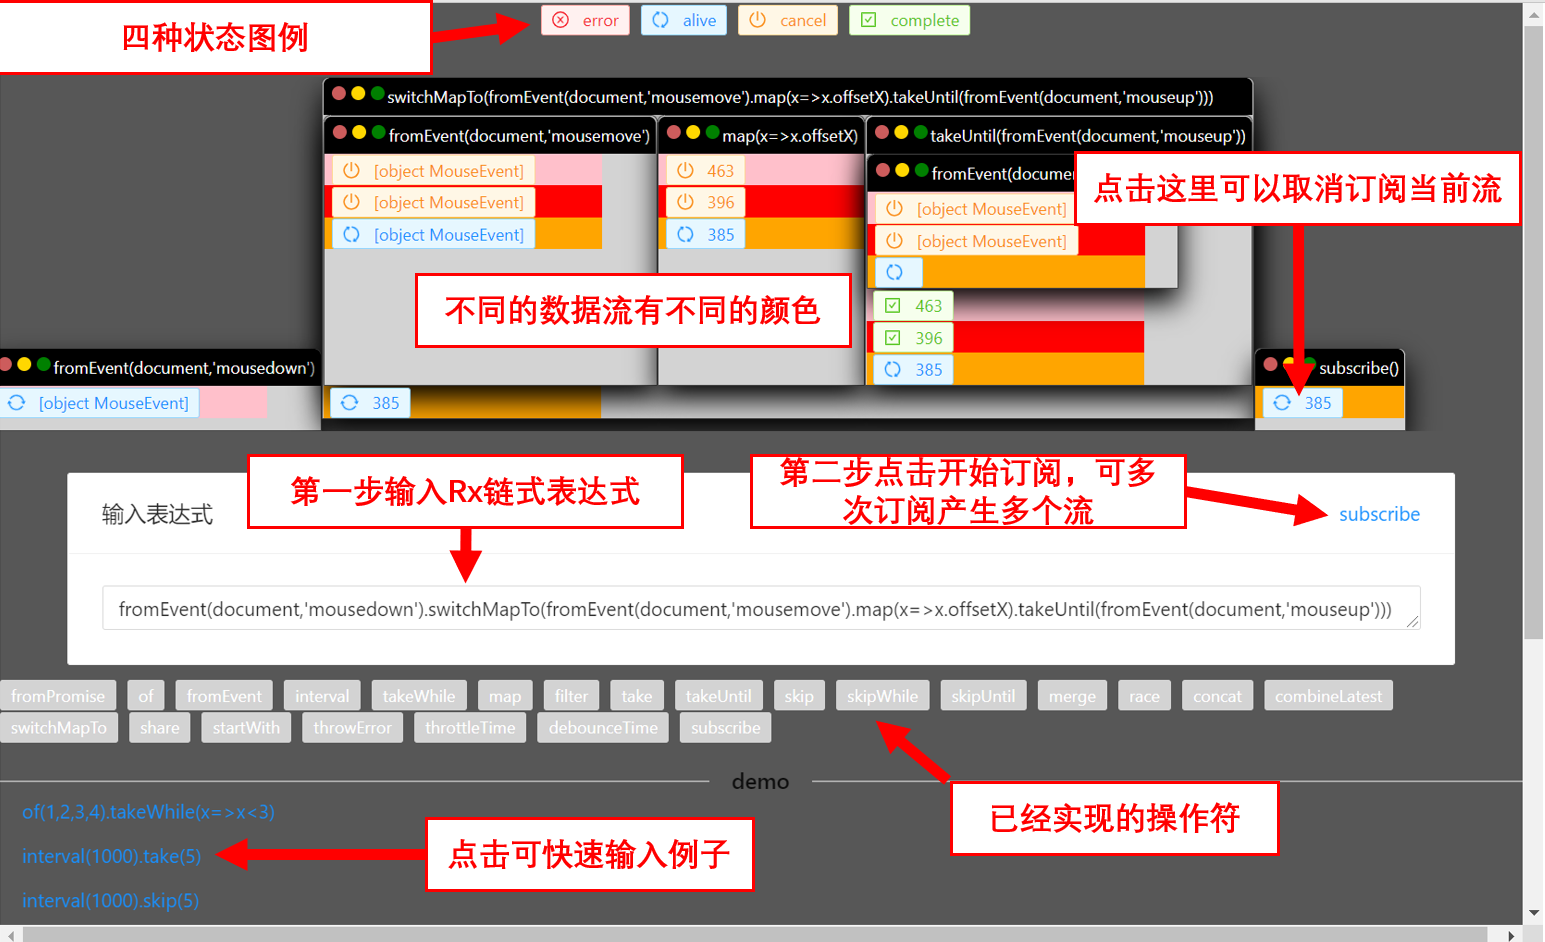 四种状态图例
error
alive
cancel
complete
switchMapTo(fromEvent(document,'mousemove').map(x=>x.offsetX).takeUntil(fromEvent(document,'mouseup')))
fromEvent(document,'mousemove')
map(x=>x.offsetX)
takeUntil(fromEvent(document,'mouseup'))
[object MouseEvent]
463
fromEvent(docume
点击这里可以取消订阅当前流
[object MouseEvent]
396
[object MouseEvent]
[object MouseEvent]
385
[object MouseEvent]
不同的数据流有不同的颜色
463
396
385
fromEvent(document,'mousedown')
subscribe()
[object MouseEvent]
385
385
第一步输入Rx链式表达式
第二步点击开始订阅，可多
次订阅产生多个流
输入表达式
subscribe
fromEvent(document,'mousedown').switchMapTo(fromEvent(document,'mousemove').map(x=>x.offsetX).takeUntil(fromEvent(document,'mouseup')))
fromPromise
of
fromEvent
interval
takeWhile
map
filter
take
takeUntil
skip
skipWhile
skipUntil
merge
race
concat
combineLatest
switchMapTo
share
startWith
throwError
throttleTime
debounceTime
subscribe
demo
of(1,2,3,4).takeWhile(x=>x<3)
已经实现的操作符
interval(1000).take(5)
点击可快速输入例子
interval(1000).skip(5)